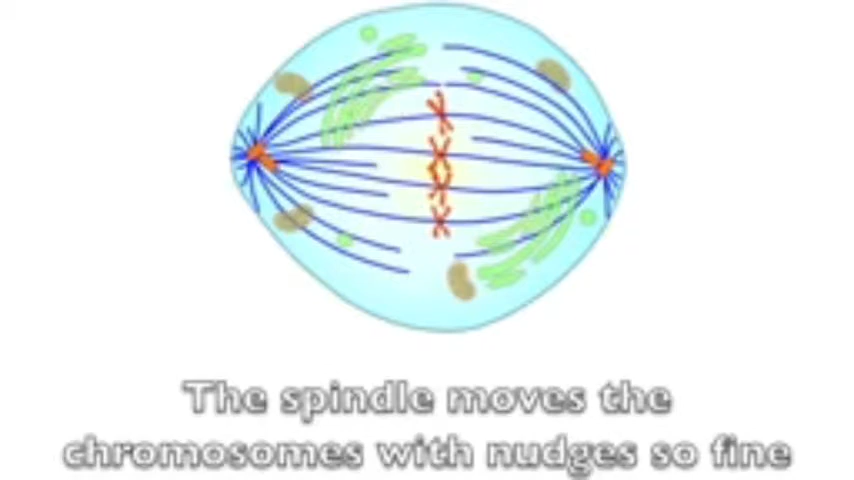 The spindle moves the
chromosomes with nudges so fine